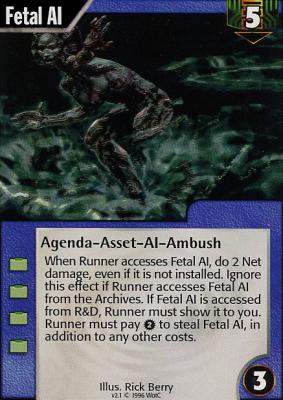 Fetal AI
5
Agenda-Asset-AI-Ambush
When Runner accesses Fetal AI, do 2 Net
damage, even if it is not installed. Ignore
this effect if Runner accesses Fetal AI
from the Archives. If Fetal AI is accessed
from R&D, Runner must show it to you.
Runner must pay 2 to steal Fetal AI, in
addition to any other costs.
3
Illus. Rick Berry
v2.1 © 1996 WotC